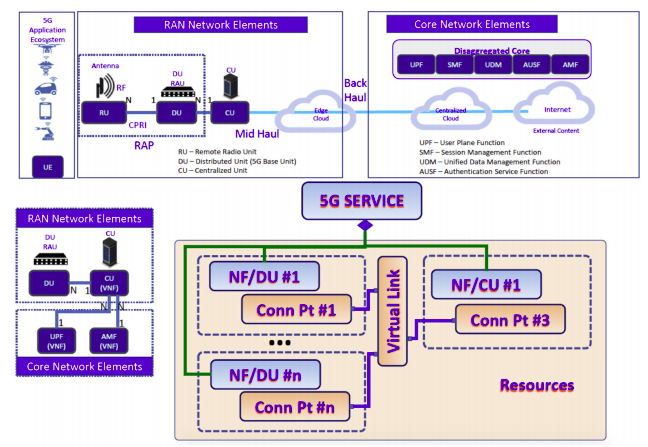 5G
Application
Ecosystem
UE
RAN Network Elements
Antenna
RF
DU
RAU
CU
RU
N
1
DU
N
1
CU
CPRI
RAP
Mid Haul
RU – Remote Radio Unit
DU – Distributed Unit (5G Base Unit)
CU – Centralized Unit
Edge
Cloud
Back
Haul
Core Network Elements
Disaggregated Core
UPF
SMF
UDM
AUSF
AMF
Centralized
Cloud
Internet
External Content
UPF – User Plane Function
SMF – Session Management Function
UDM – Unified Data Management Function
AUSF – Authentication Service Function
RAN Network Elements
DU
RAU
CU
DU
N
1
CU
(VNF)
N
N
1
1
UPF
(VNF)
AMF
(VNF)
Core Network Elements
5G SERVICE
NF/DU #1
Conn Pt #1
...
NF/DU #n
Conn Pt #n
Virtual Link
NF/CU #1
Conn Pt #3
Resources